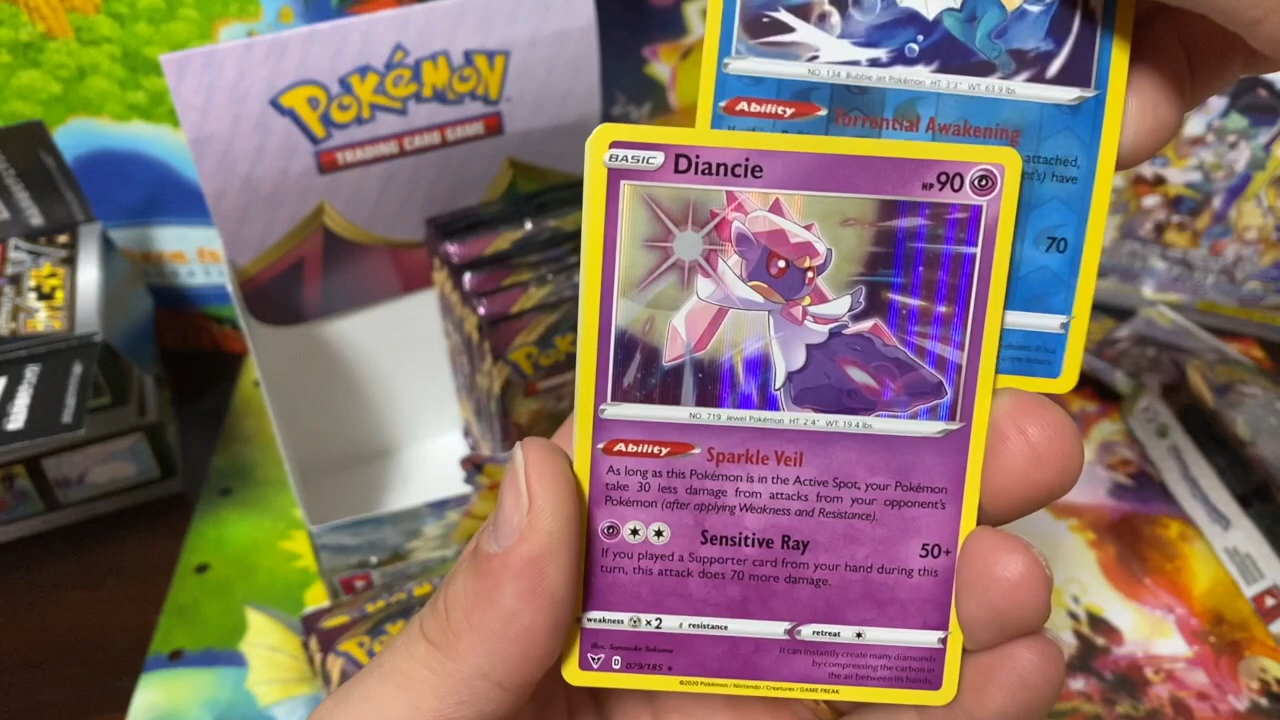 POKéMON
TRADING CARD GAME
NO. 134 Bubble Jet Pokémon HT. 3'3" WT. 63.9 lbs.
Ability Torrential Awakening
attached,
have
70
BASIC Diancie HP 90
NO. 719 Jewel Pokémon HT. 2'4" WT. 19.4 lbs.
Ability Sparkle Veil
As long as this Pokémon is in the Active Spot, your Pokémon
take 30 less damage from attacks from your opponent's
Pokémon (after applying Weakness and Resistance).
Sensitive Ray 50+
If you played a Supporter card from your hand during this
turn, this attack does 70 more damage.
weakness ×2 resistance retreat
Illus. Sanosuke Sakuma
D 079/185 ★
It can instantly create many diamonds
by compressing the carbon in
the air between its hands.
©2020 Pokémon / Nintendo / Creatures / GAME FREAK